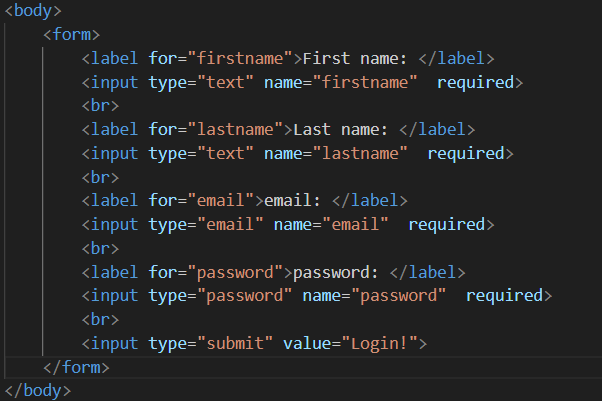 <body>
<form>
<label for="firstname">First name: </label>
<input type="text" name="firstname"  required>
<br>
<label for="lastname">Last name: </label>
<input type="text" name="lastname"  required>
<br>
<label for="email">email: </label>
<input type="email" name="email"  required>
<br>
<label for="password">password: </label>
<input type="password" name="password"  required>
<br>
<input type="submit" value="Login!">
</form>
</body>